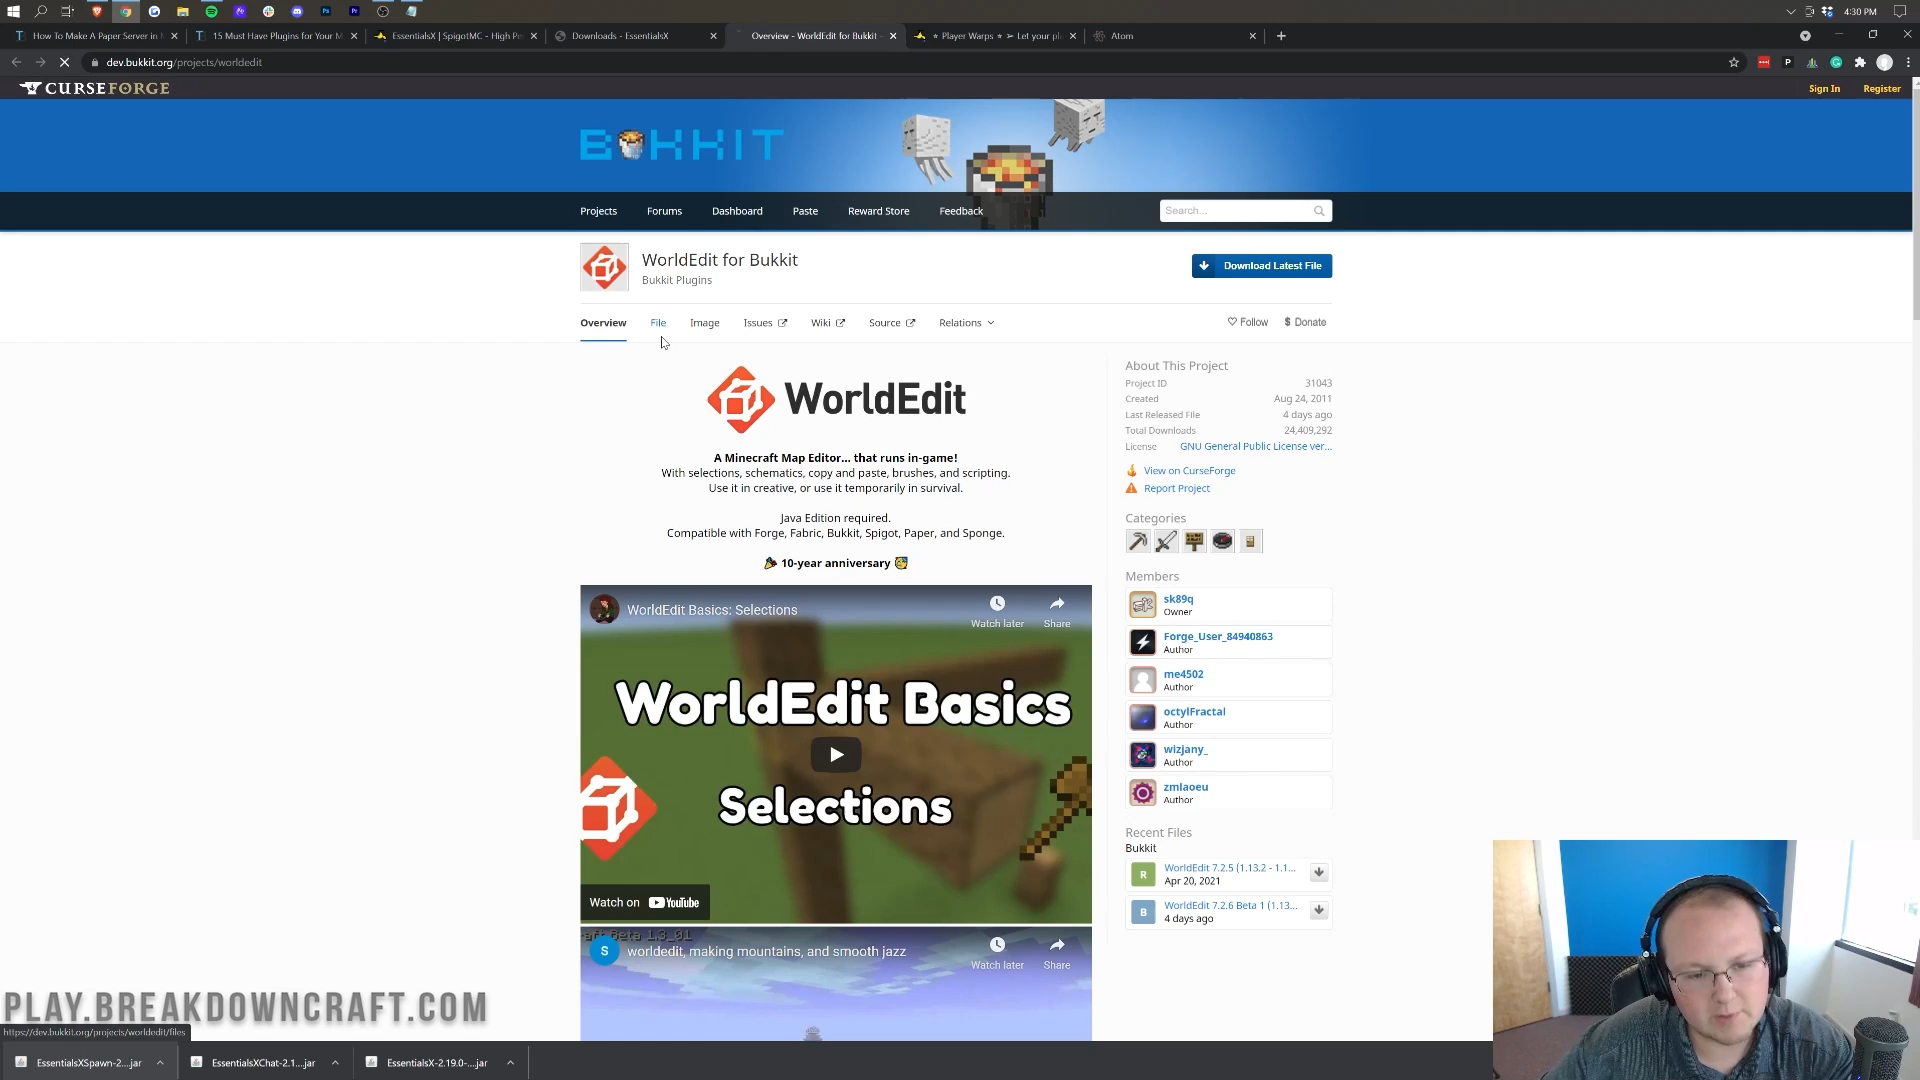 4:30 PM
How To Make A Paper Server in
15 Must Have Plugins for Your M
EssentialsX | SpigotMC - High Pe
Downloads - EssentialsX
Overview - WorldEdit for Bukkit
⭐ Player Warps ⭐ ➢ Let your pl
Atom
dev.bukkit.org/projects/worldedit
CURSEFORGE
Sign In
Register
BUKKIT
Projects
Forums
Dashboard
Paste
Reward Store
Feedback
Search...
WorldEdit for Bukkit
Bukkit Plugins
Download Latest File
Overview
File
Image
Issues
Wiki
Source
Relations
Follow
$ Donate
WorldEdit
A Minecraft Map Editor... that runs in-game!
With selections, schematics, copy and paste, brushes, and scripting.
Use it in creative, or use it temporarily in survival.
Java Edition required.
Compatible with Forge, Fabric, Bukkit, Spigot, Paper, and Sponge.
🎉 10-year anniversary 🥳
WorldEdit Basics: Selections
Watch later
Share
WorldEdit Basics
Selections
Watch on YouTube
raft Beta 1.3_01
S
worldedit, making mountains, and smooth jazz
Watch later
Share
About This Project
Project ID 31043
Created Aug 24, 2011
Last Released File 4 days ago
Total Downloads 24,409,292
License GNU General Public License ver...
View on CurseForge
Report Project
Categories
Members
sk89q
Owner
Forge_User_84940863
Author
me4502
Author
octylFractal
Author
wizjany_
Author
zmlaoeu
Author
Recent Files
Bukkit
R
WorldEdit 7.2.5 (1.13.2 - 1.1...
Apr 20, 2021
B
WorldEdit 7.2.6 Beta 1 (1.13...
4 days ago
PLAY.BREAKDOWNCRAFT.COM
https://dev.bukkit.org/projects/worldedit/files
EssentialsXSpawn-2....jar
EssentialsXChat-2.1....jar
EssentialsX-2.19.0-....jar